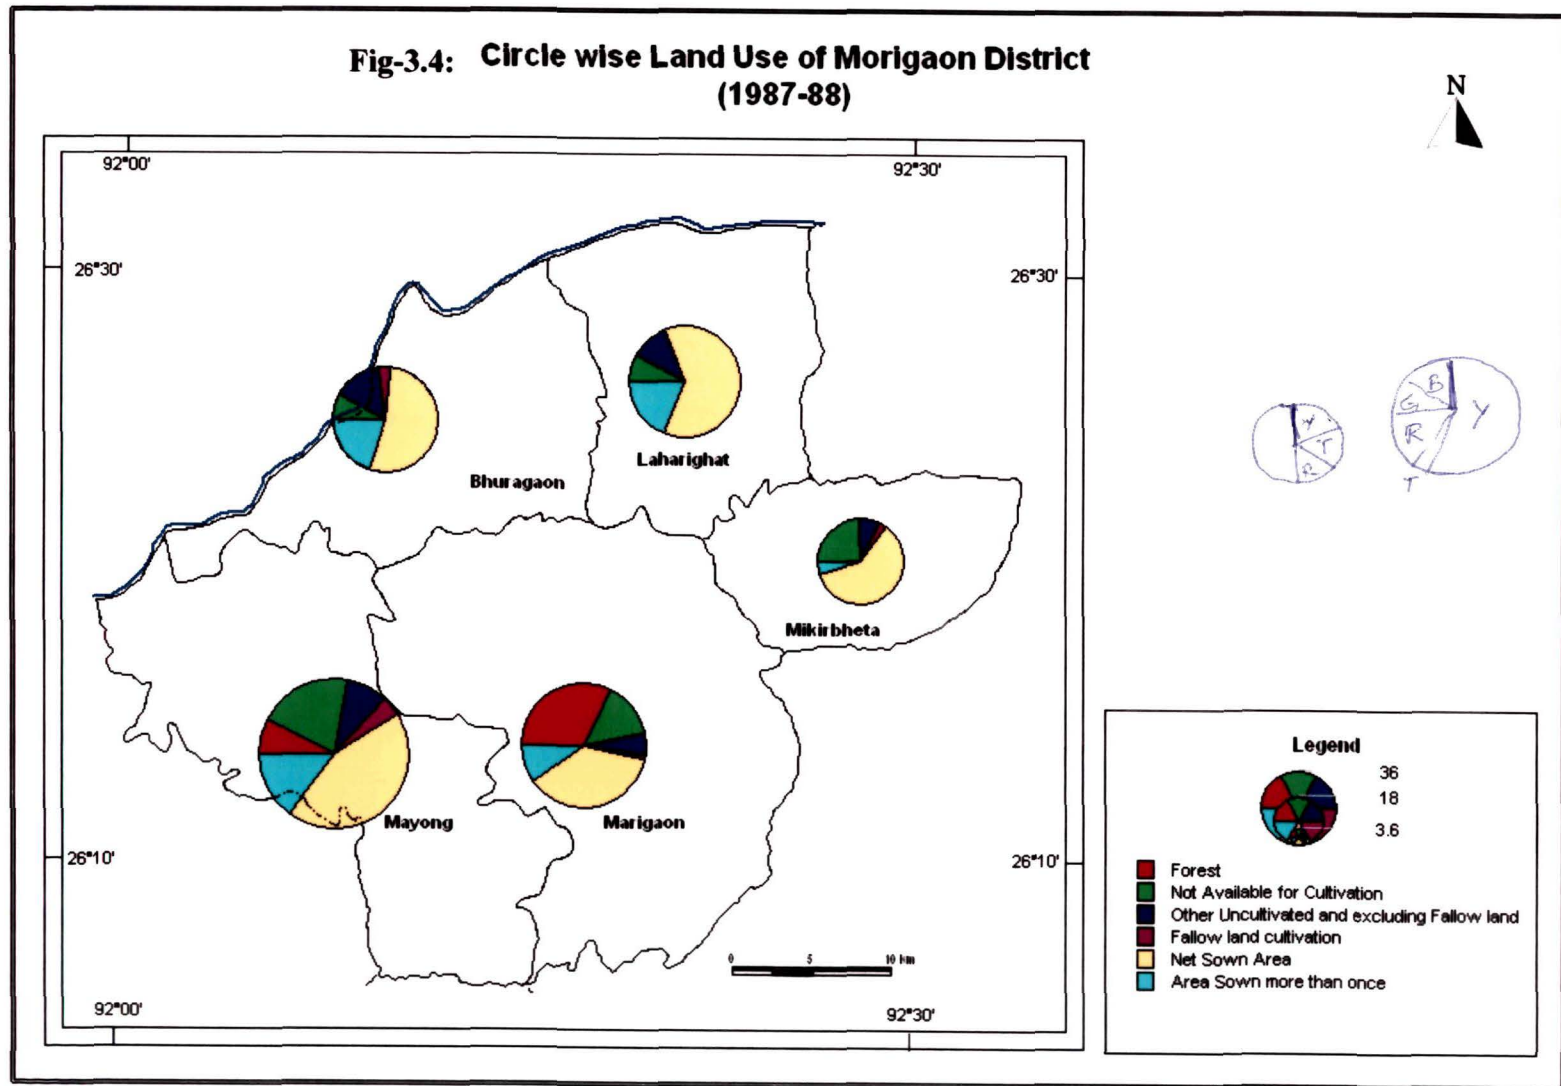 Fig-3.4: Circle wise Land Use of Morigaon District
(1987-88)
N
92°00'
92°30'
26°30'
26°30'
Laharighat
Bhuragaon
Mikirbheta
Mayong
Marigaon
B
G
Y
R
T
T
R
Legend
36
18
3.6
Forest
Not Available for Cultivation
Other Uncultivated and excluding Fallow land
Fallow land cultivation
Net Sown Area
Area Sown more than once
26°10'
26°10'
0 5 10 km
92°00'
92°30'